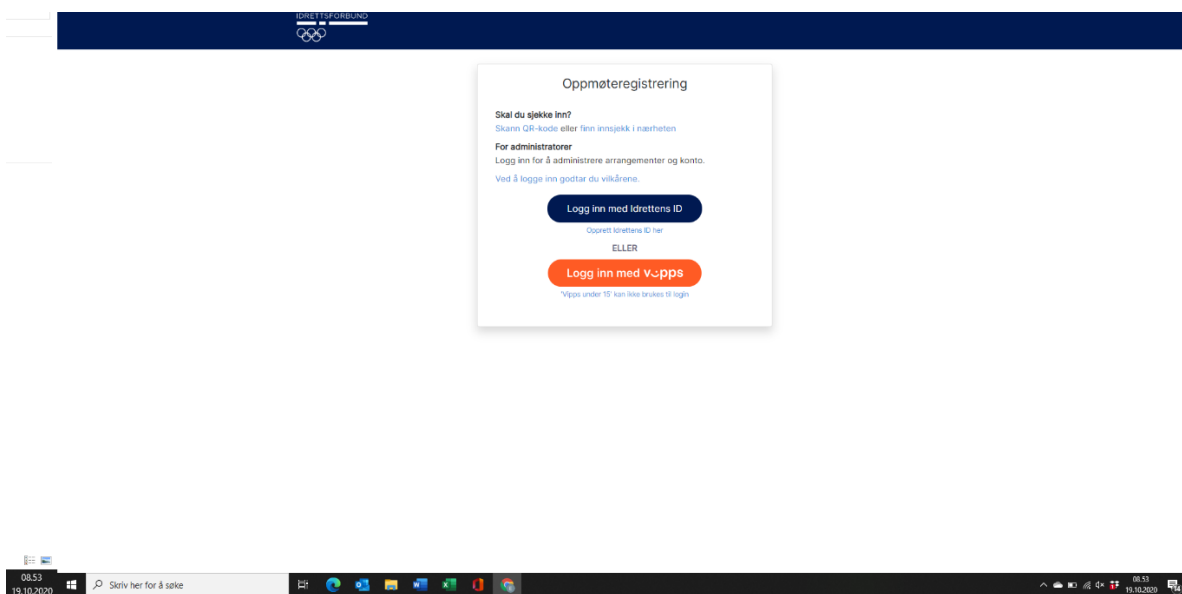 IDRETTSFORBUND
Oppmøteregistrering
Skal du sjekke inn?
Skann QR-kode eller finn innsjekk i nærheten
For administratorer
Logg inn for å administrere arrangementer og konto.
Ved å logge inn godtar du vilkårene.
Logg inn med Idrettens ID
Opprett Idrettens ID her
ELLER
Logg inn med vipps
'Vipps under 15' kan ikke brukes til login
08.53
19.10.2020
Skriv her for å søke
08.53
19.10.2020
14